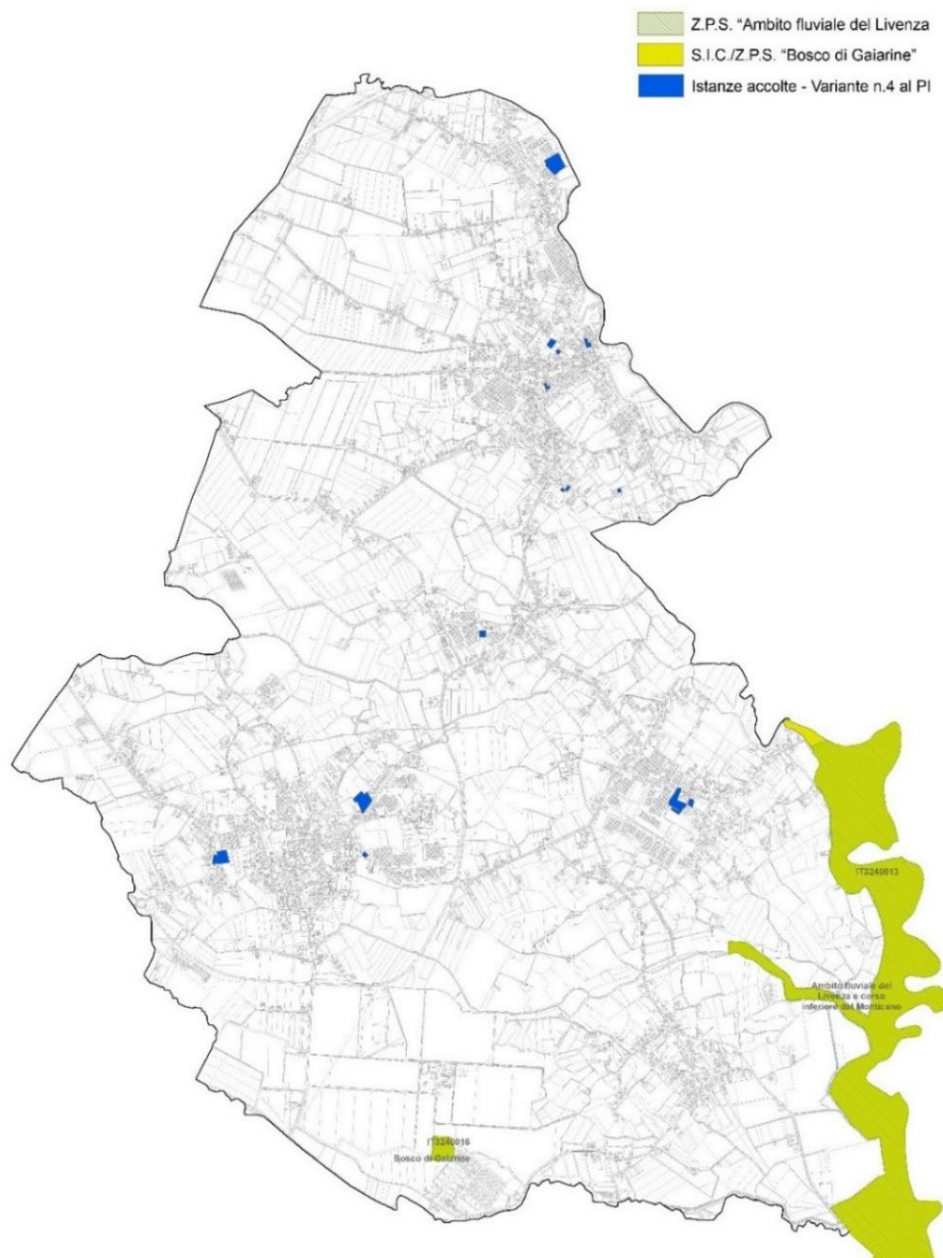 Z.P.S. "Ambito fluviale del Livenza
S.I.C./Z.P.S. "Bosco di Gaiarine"
Istanze accolte - Variante n.4 al PI
IT3240013
Ambito fluviale del
Livenza e corso
inferiore del Monticano
IT3240016
Bosco di Gaiarine